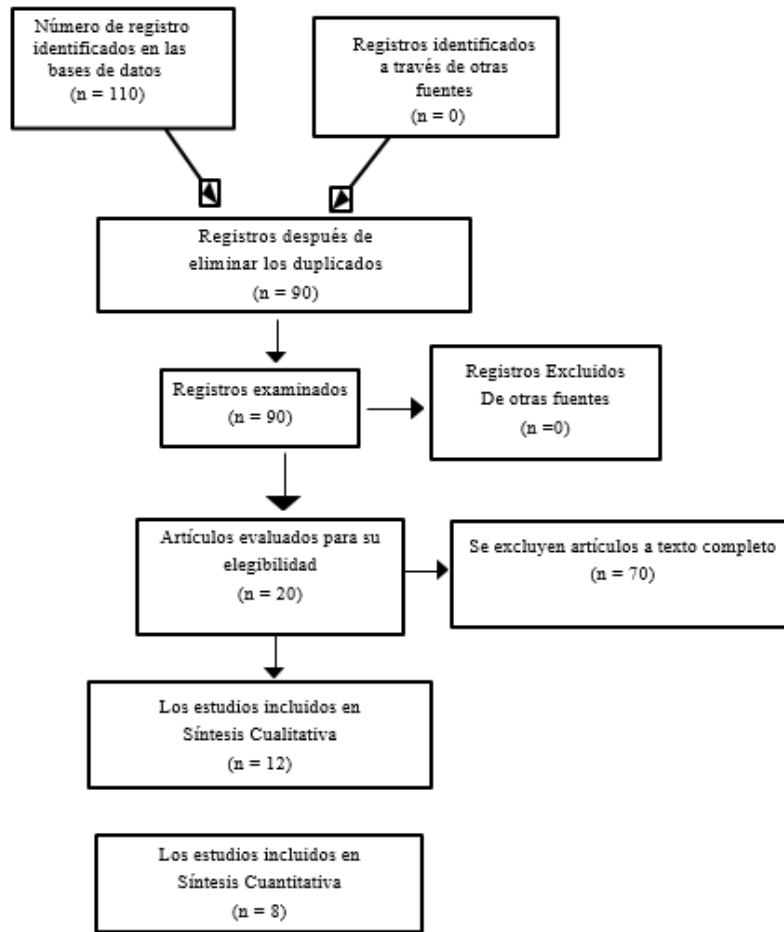 Número de registro
identificados en las
bases de datos
(n = 110)
Registros identificados
a través de otras
fuentes
(n = 0)
Registros después de
eliminar los duplicados
(n = 90)
Registros examinados
(n = 90)
Registros Excluidos
De otras fuentes
(n =0)
Artículos evaluados para su
elegibilidad
(n = 20)
Se excluyen artículos a texto completo
(n = 70)
Los estudios incluidos en
Síntesis Cualitativa
(n = 12)
Los estudios incluidos en
Síntesis Cuantitativa
(n = 8)